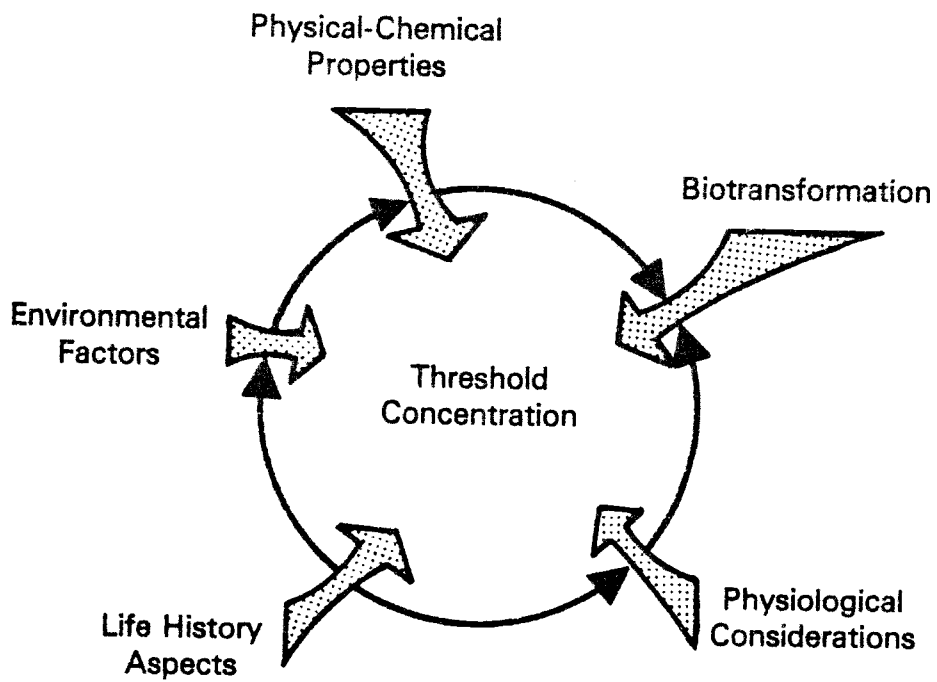 Physical-Chemical
Properties
Biotransformation
Environmental
Factors
Threshold
Concentration
Life History
Aspects
Physiological
Considerations